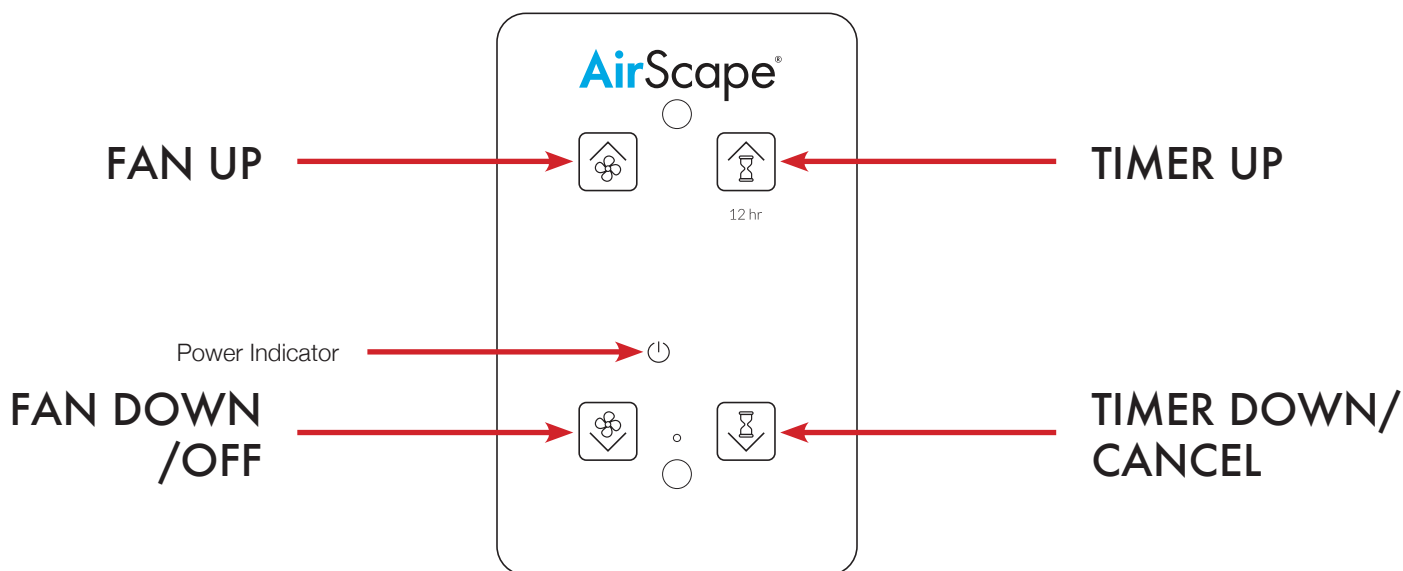 AirScape®
FAN UP
TIMER UP
12 hr
Power Indicator
FAN DOWN
/OFF
TIMER DOWN/
CANCEL